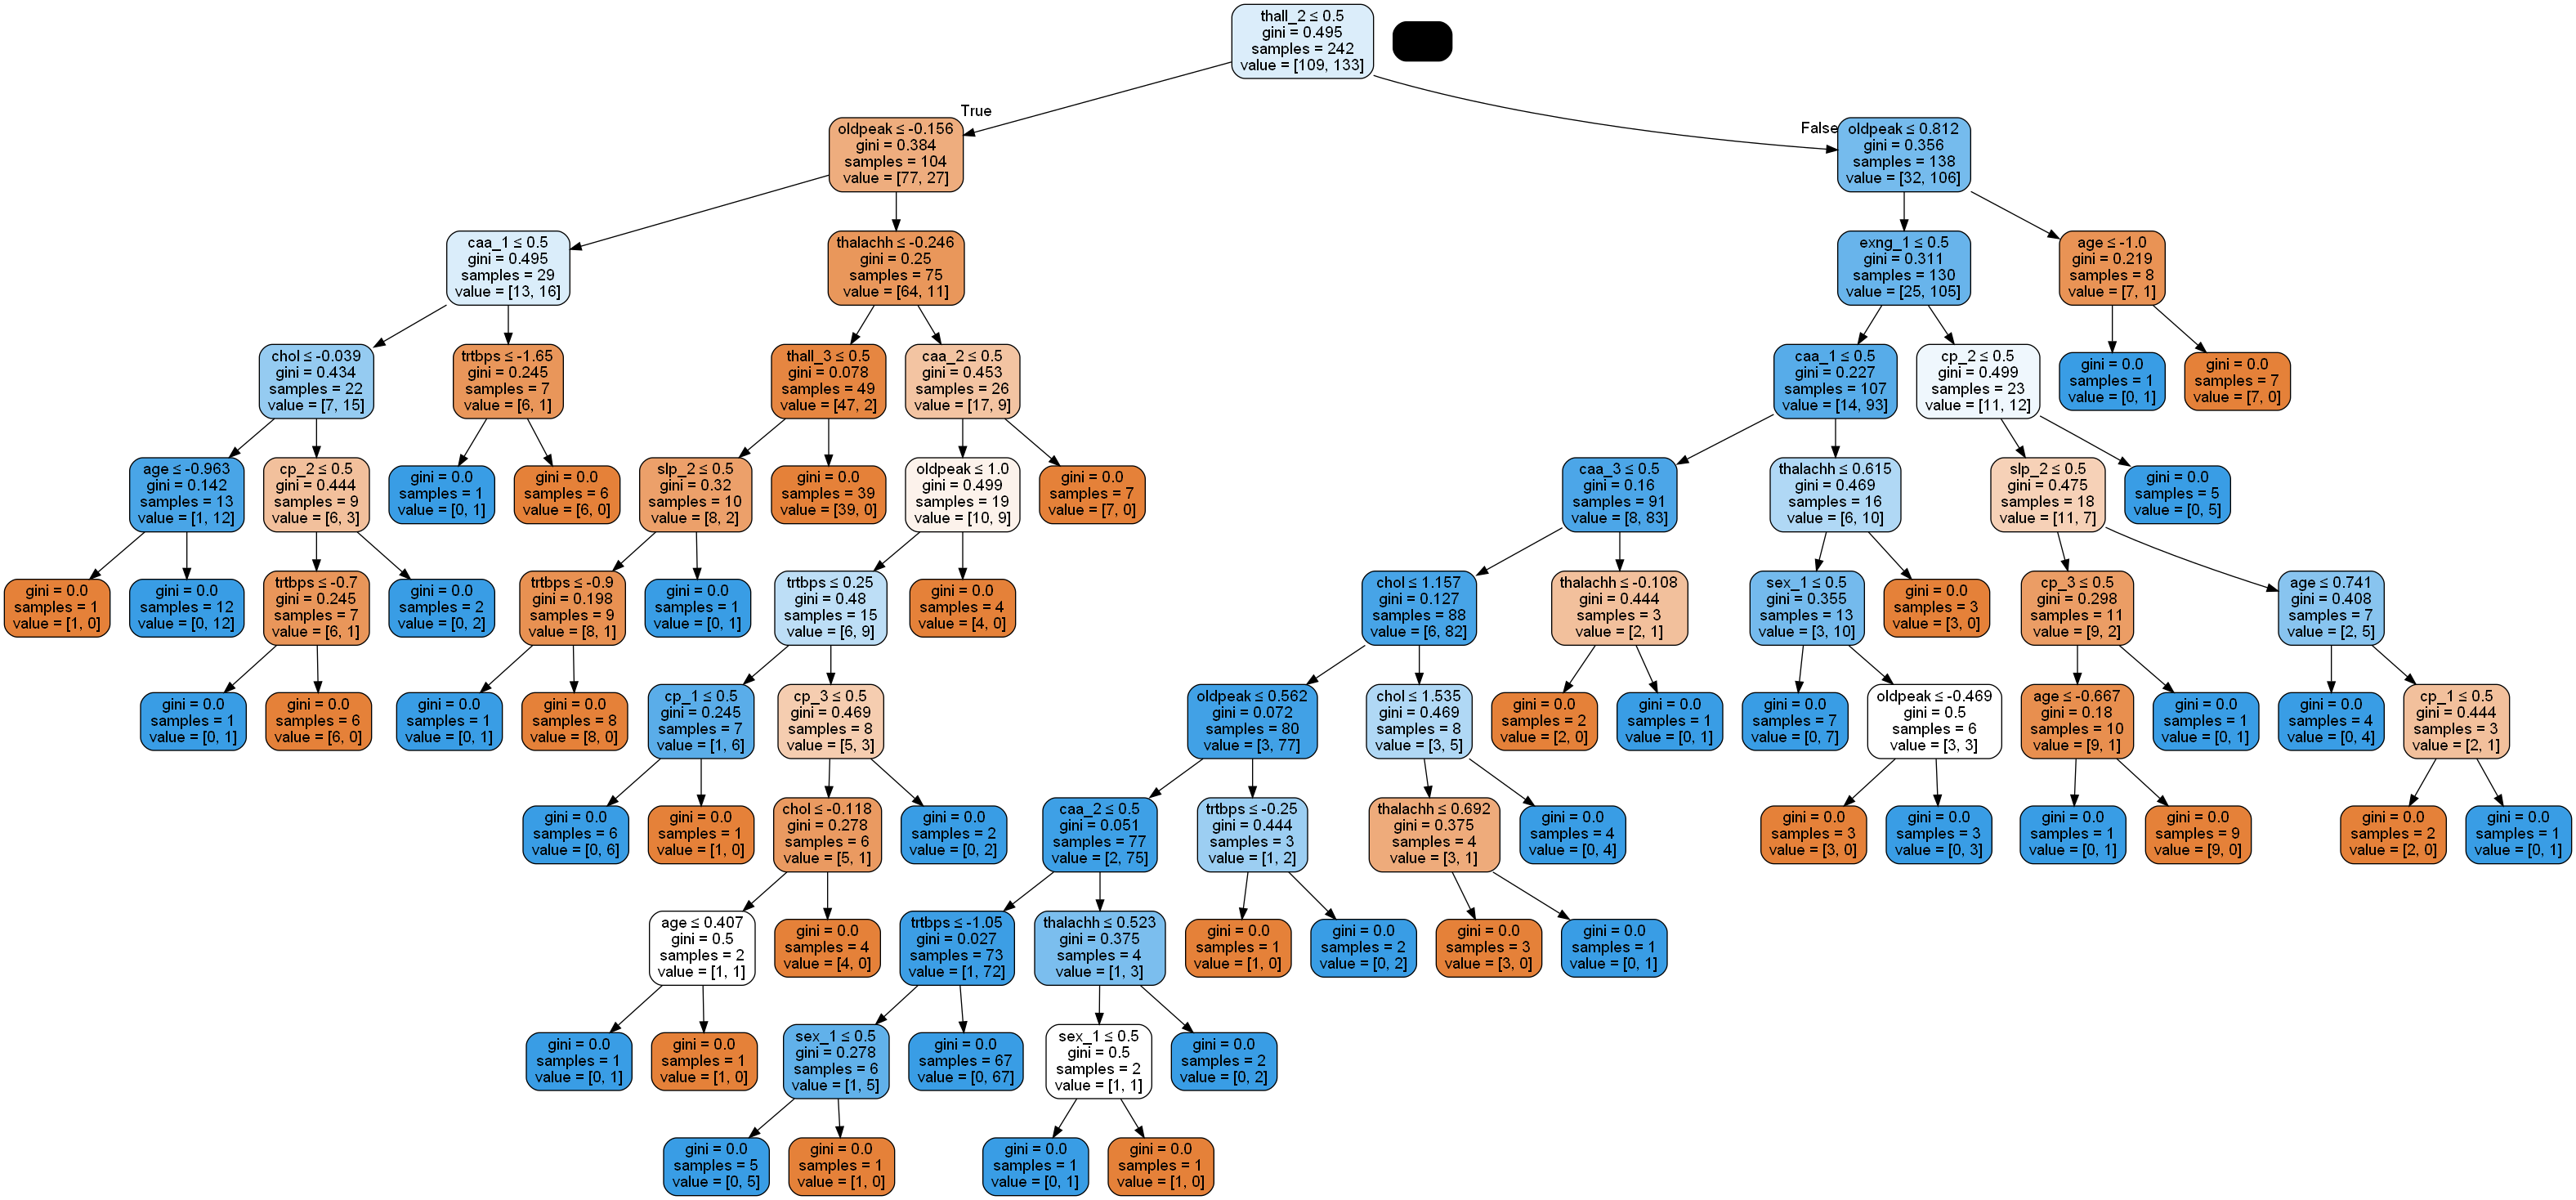 thall_2 ≤ 0.5
gini = 0.495
samples = 242
value = [109, 133]
True
False
oldpeak ≤ -0.156
gini = 0.384
samples = 104
value = [77, 27]
oldpeak ≤ 0.812
gini = 0.356
samples = 138
value = [32, 106]
caa_1 ≤ 0.5
gini = 0.495
samples = 29
value = [13, 16]
thalachh ≤ -0.246
gini = 0.25
samples = 75
value = [64, 11]
exng_1 ≤ 0.5
gini = 0.311
samples = 130
value = [25, 105]
age ≤ -1.0
gini = 0.219
samples = 8
value = [7, 1]
chol ≤ -0.039
gini = 0.434
samples = 22
value = [7, 15]
trtbps ≤ -1.65
gini = 0.245
samples = 7
value = [6, 1]
thall_3 ≤ 0.5
gini = 0.078
samples = 49
value = [47, 2]
caa_2 ≤ 0.5
gini = 0.453
samples = 26
value = [17, 9]
caa_1 ≤ 0.5
gini = 0.227
samples = 107
value = [14, 93]
cp_2 ≤ 0.5
gini = 0.499
samples = 23
value = [11, 12]
gini = 0.0
samples = 1
value = [0, 1]
gini = 0.0
samples = 7
value = [7, 0]
age ≤ -0.963
gini = 0.142
samples = 13
value = [1, 12]
cp_2 ≤ 0.5
gini = 0.444
samples = 9
value = [6, 3]
gini = 0.0
samples = 1
value = [0, 1]
gini = 0.0
samples = 6
value = [6, 0]
slp_2 ≤ 0.5
gini = 0.32
samples = 10
value = [8, 2]
gini = 0.0
samples = 39
value = [39, 0]
oldpeak ≤ 1.0
gini = 0.499
samples = 19
value = [10, 9]
gini = 0.0
samples = 7
value = [7, 0]
caa_3 ≤ 0.5
gini = 0.16
samples = 91
value = [8, 83]
thalachh ≤ 0.615
gini = 0.469
samples = 16
value = [6, 10]
slp_2 ≤ 0.5
gini = 0.475
samples = 18
value = [11, 7]
gini = 0.0
samples = 5
value = [0, 5]
gini = 0.0
samples = 1
value = [1, 0]
gini = 0.0
samples = 12
value = [0, 12]
trtbps ≤ -0.7
gini = 0.245
samples = 7
value = [6, 1]
gini = 0.0
samples = 2
value = [0, 2]
trtbps ≤ -0.9
gini = 0.198
samples = 9
value = [8, 1]
gini = 0.0
samples = 1
value = [0, 1]
trtbps ≤ 0.25
gini = 0.48
samples = 15
value = [6, 9]
gini = 0.0
samples = 4
value = [4, 0]
chol ≤ 1.157
gini = 0.127
samples = 88
value = [6, 82]
thalachh ≤ -0.108
gini = 0.444
samples = 3
value = [2, 1]
sex_1 ≤ 0.5
gini = 0.355
samples = 13
value = [3, 10]
gini = 0.0
samples = 3
value = [3, 0]
cp_3 ≤ 0.5
gini = 0.298
samples = 11
value = [9, 2]
age ≤ 0.741
gini = 0.408
samples = 7
value = [2, 5]
gini = 0.0
samples = 1
value = [0, 1]
gini = 0.0
samples = 6
value = [6, 0]
gini = 0.0
samples = 1
value = [0, 1]
gini = 0.0
samples = 8
value = [8, 0]
cp_1 ≤ 0.5
gini = 0.245
samples = 7
value = [1, 6]
cp_3 ≤ 0.5
gini = 0.469
samples = 8
value = [5, 3]
oldpeak ≤ 0.562
gini = 0.072
samples = 80
value = [3, 77]
chol ≤ 1.535
gini = 0.469
samples = 8
value = [3, 5]
gini = 0.0
samples = 2
value = [2, 0]
gini = 0.0
samples = 1
value = [0, 1]
gini = 0.0
samples = 7
value = [0, 7]
oldpeak ≤ -0.469
gini = 0.5
samples = 6
value = [3, 3]
age ≤ -0.667
gini = 0.18
samples = 10
value = [9, 1]
gini = 0.0
samples = 1
value = [0, 1]
gini = 0.0
samples = 4
value = [0, 4]
cp_1 ≤ 0.5
gini = 0.444
samples = 3
value = [2, 1]
gini = 0.0
samples = 6
value = [0, 6]
gini = 0.0
samples = 1
value = [1, 0]
chol ≤ -0.118
gini = 0.278
samples = 6
value = [5, 1]
gini = 0.0
samples = 2
value = [0, 2]
caa_2 ≤ 0.5
gini = 0.051
samples = 77
value = [2, 75]
trtbps ≤ -0.25
gini = 0.444
samples = 3
value = [1, 2]
thalachh ≤ 0.692
gini = 0.375
samples = 4
value = [3, 1]
gini = 0.0
samples = 4
value = [0, 4]
gini = 0.0
samples = 3
value = [3, 0]
gini = 0.0
samples = 3
value = [0, 3]
gini = 0.0
samples = 1
value = [0, 1]
gini = 0.0
samples = 9
value = [9, 0]
gini = 0.0
samples = 2
value = [2, 0]
gini = 0.0
samples = 1
value = [0, 1]
age ≤ 0.407
gini = 0.5
samples = 2
value = [1, 1]
gini = 0.0
samples = 4
value = [4, 0]
trtbps ≤ -1.05
gini = 0.027
samples = 73
value = [1, 72]
thalachh ≤ 0.523
gini = 0.375
samples = 4
value = [1, 3]
gini = 0.0
samples = 1
value = [1, 0]
gini = 0.0
samples = 2
value = [0, 2]
gini = 0.0
samples = 3
value = [3, 0]
gini = 0.0
samples = 1
value = [0, 1]
gini = 0.0
samples = 1
value = [0, 1]
gini = 0.0
samples = 1
value = [1, 0]
sex_1 ≤ 0.5
gini = 0.278
samples = 6
value = [1, 5]
gini = 0.0
samples = 67
value = [0, 67]
sex_1 ≤ 0.5
gini = 0.5
samples = 2
value = [1, 1]
gini = 0.0
samples = 2
value = [0, 2]
gini = 0.0
samples = 5
value = [0, 5]
gini = 0.0
samples = 1
value = [1, 0]
gini = 0.0
samples = 1
value = [0, 1]
gini = 0.0
samples = 1
value = [1, 0]